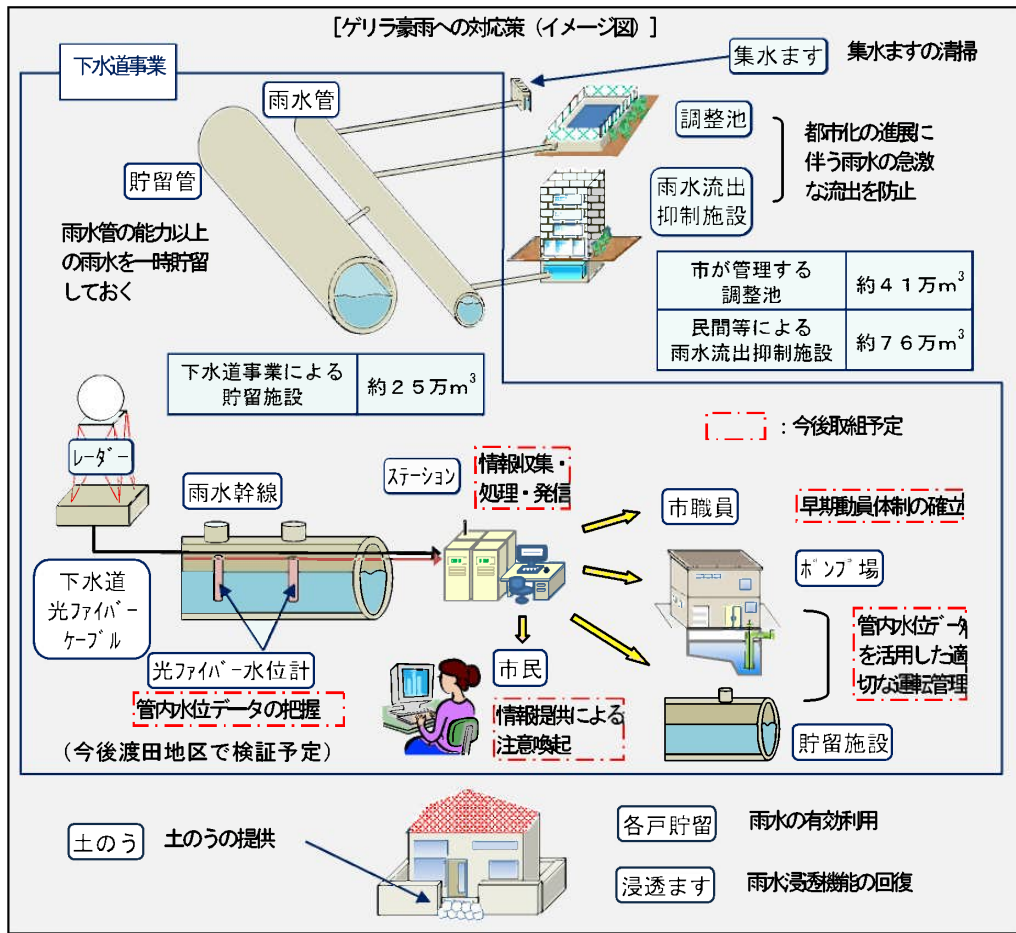 [ゲリラ豪雨への対応策（イメージ図）]
下水道事業
集水ます
集水ますの清掃
雨水管
調整池
都市化の進展に
伴う雨水の急激
な流出を防止
貯留管
雨水流出
抑制施設
雨水管の能力以上
の雨水を一時貯留
しておく
市が管理する
調整池
約４１万m³
民間等による
雨水流出抑制施設
約７６万m³
下水道事業による
貯留施設
約２５万m³
：今後取組予定
ﾚｰﾀﾞｰ
雨水幹線
ｽﾃｰｼｮﾝ
情報収集・
処理・発信
市職員
早期動員体制の確立
下水道
光ﾌｧｲﾊﾞｰ
ｹｰﾌﾞﾙ
ﾎﾟﾝﾌﾟ場
光ﾌｧｲﾊﾞｰ水位計
管内水位データの把握
（今後渡田地区で検証予定）
市民
情報提供による
注意喚起
管内水位データ
を活用した適
切な運転管理
貯留施設
土のう
土のうの提供
各戸貯留
雨水の有効利用
浸透ます
雨水浸透機能の回復